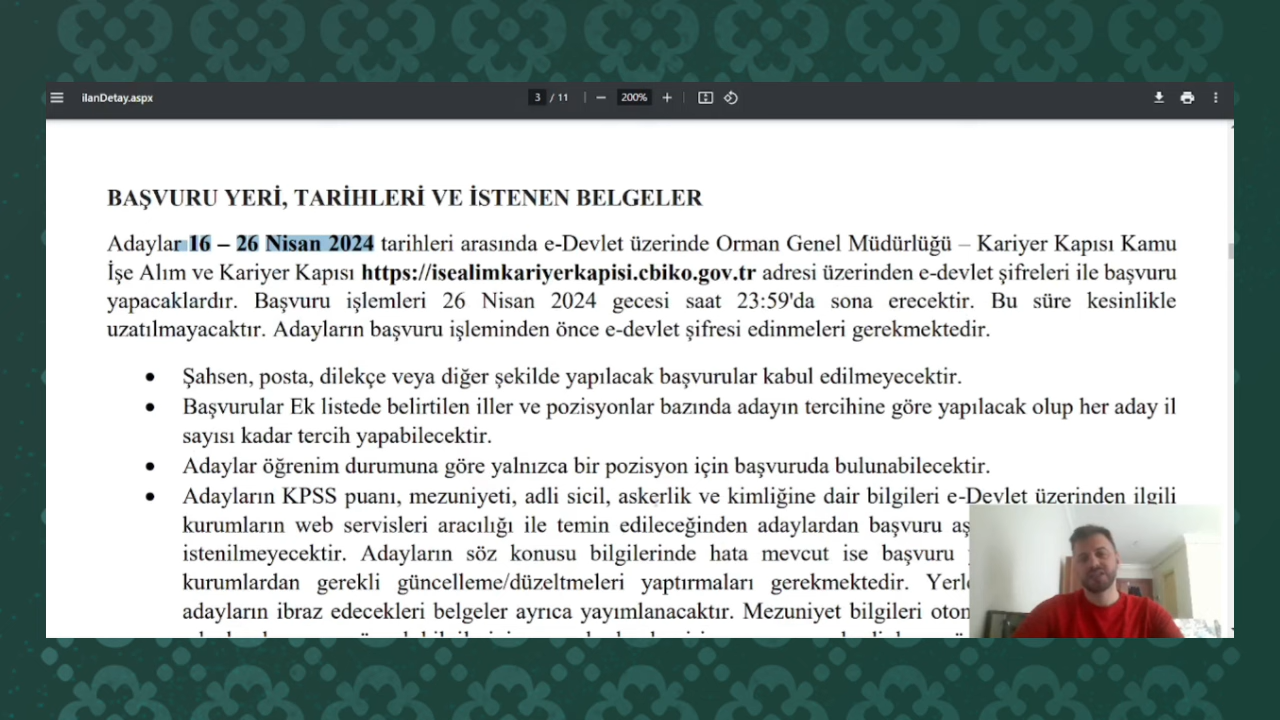 ilanDetay.aspx
3 / 11
200%
BAŞVURU YERİ, TARİHLERİ VE İSTENEN BELGELER
Adaylar 16 – 26 Nisan 2024 tarihleri arasında e-Devlet üzerinde Orman Genel Müdürlüğü – Kariyer Kapısı Kamu
İşe Alım ve Kariyer Kapısı https://isealimkariyerkapisi.cbiko.gov.tr adresi üzerinden e-devlet şifreleri ile başvuru
yapacaklardır. Başvuru işlemleri 26 Nisan 2024 gecesi saat 23:59'da sona erecektir. Bu süre kesinlikle
uzatılmayacaktır. Adayların başvuru işleminden önce e-devlet şifresi edinmeleri gerekmektedir.
• Şahsen, posta, dilekçe veya diğer şekilde yapılacak başvurular kabul edilmeyecektir.
• Başvurular Ek listede belirtilen iller ve pozisyonlar bazında adayın tercihine göre yapılacak olup her aday il
sayısı kadar tercih yapabilecektir.
• Adaylar öğrenim durumuna göre yalnızca bir pozisyon için başvuruda bulunabilecektir.
• Adayların KPSS puanı, mezuniyeti, adli sicil, askerlik ve kimliğine dair bilgileri e-Devlet üzerinden ilgili
kurumların web servisleri aracılığı ile temin edileceğinden adaylardan başvuru aş
istenilmeyecektir. Adayların söz konusu bilgilerinde hata mevcut ise başvuru
kurumlardan gerekli güncelleme/düzeltmeleri yaptırmaları gerekmektedir. Yerl
adayların ibraz edecekleri belgeler ayrıca yayımlanacaktır. Mezuniyet bilgileri oton